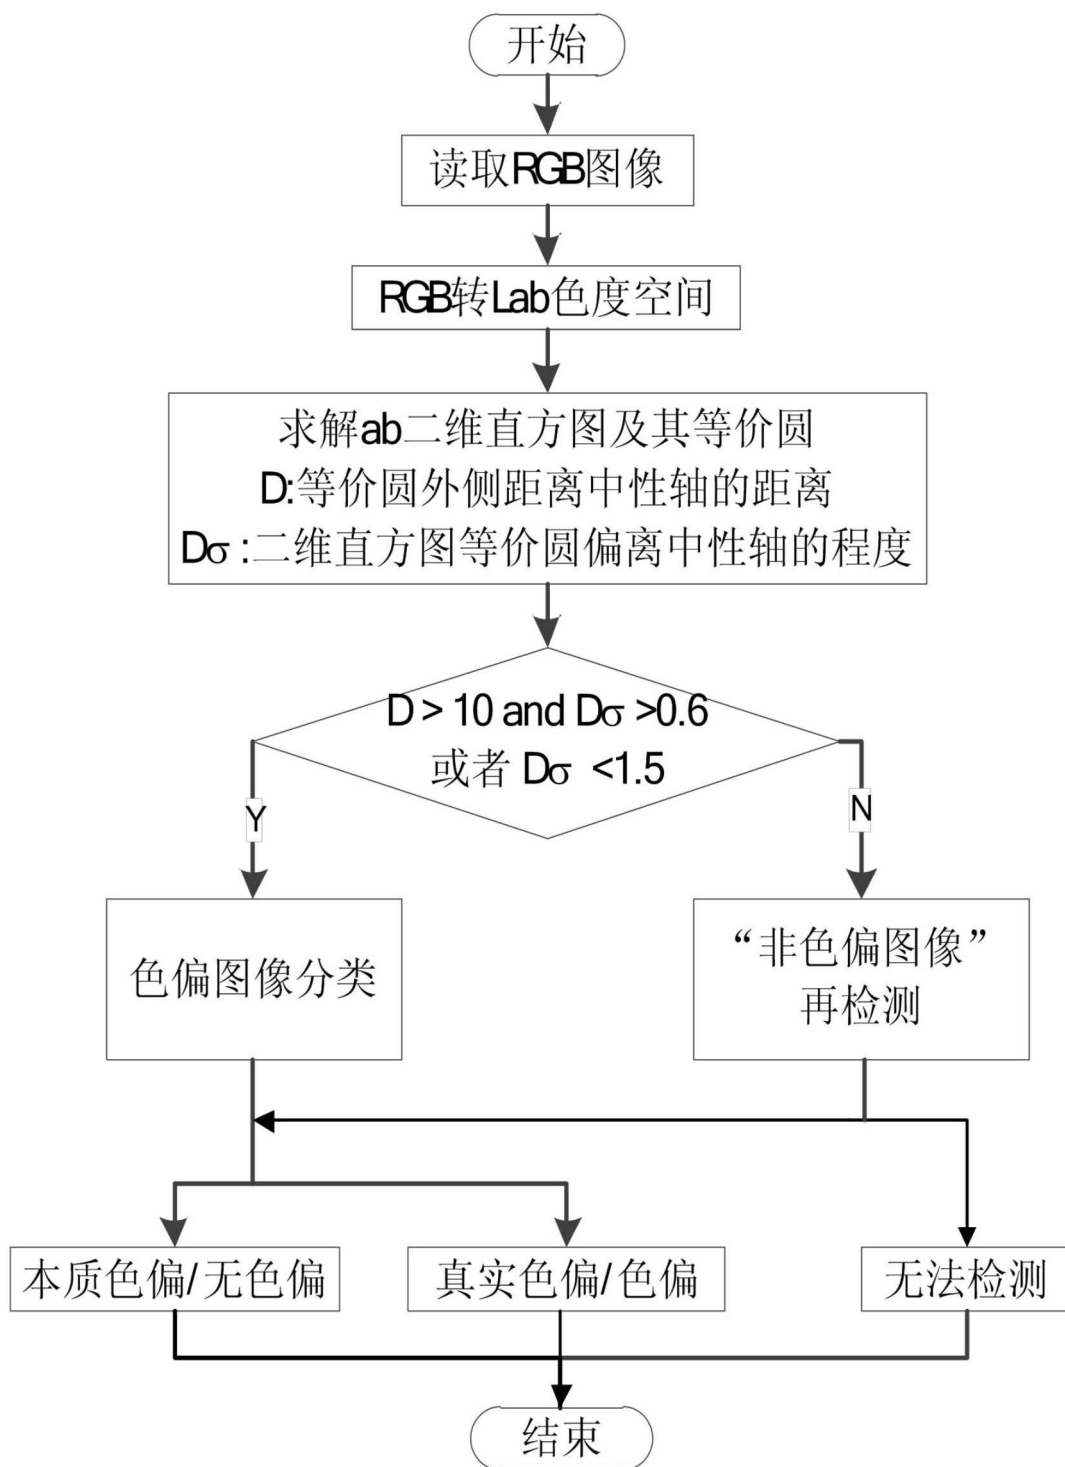 开始
读取RGB图像
RGB转Lab色度空间
求解ab二维直方图及其等价圆
D:等价圆外侧距离中性轴的距离
Dσ :二维直方图等价圆偏离中性轴的程度
D > 10 and Dσ >0.6
或者 Dσ <1.5
Y
N
色偏图像分类
“非色偏图像”
再检测
本质色偏/无色偏
真实色偏/色偏
无法检测
结束